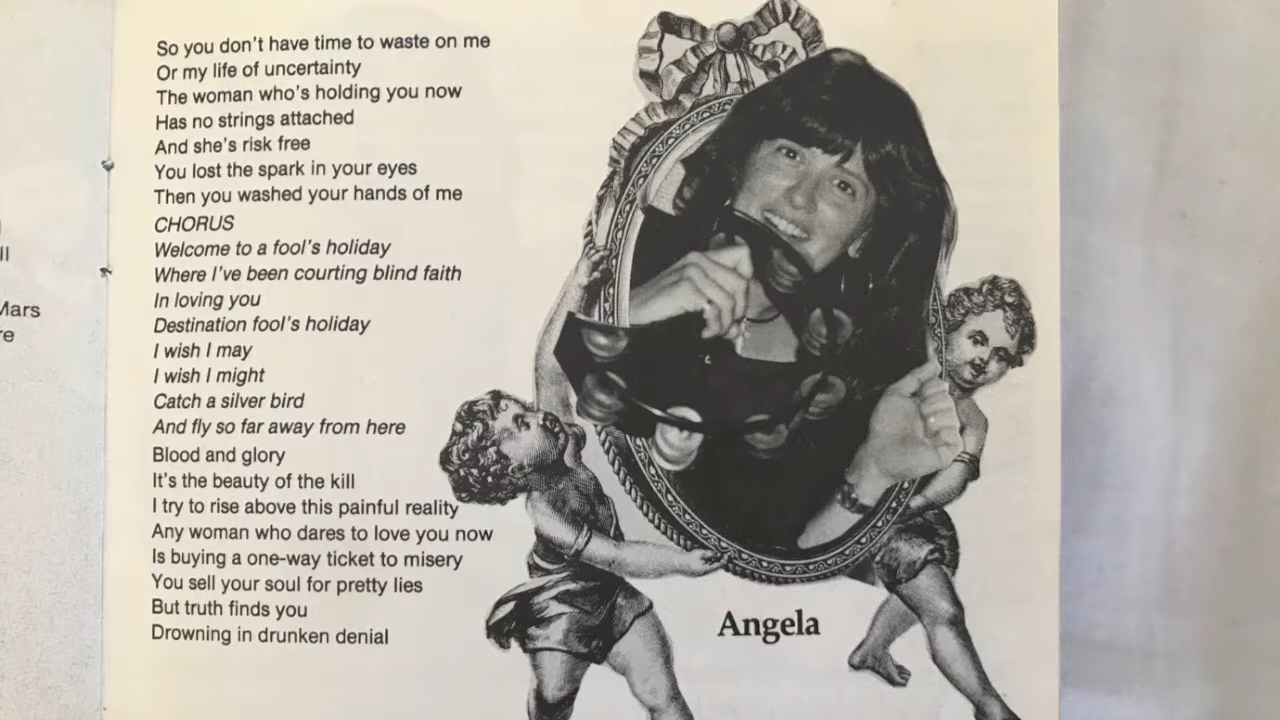 ll
Mars
re
So you don't have time to waste on me
Or my life of uncertainty
The woman who's holding you now
Has no strings attached
And she's risk free
You lost the spark in your eyes
Then you washed your hands of me
CHORUS
Welcome to a fool's holiday
Where I've been courting blind faith
In loving you
Destination fool's holiday
I wish I may
I wish I might
Catch a silver bird
And fly so far away from here
Blood and glory
It's the beauty of the kill
I try to rise above this painful reality
Any woman who dares to love you now
Is buying a one-way ticket to misery
You sell your soul for pretty lies
But truth finds you
Drowning in drunken denial
Angela